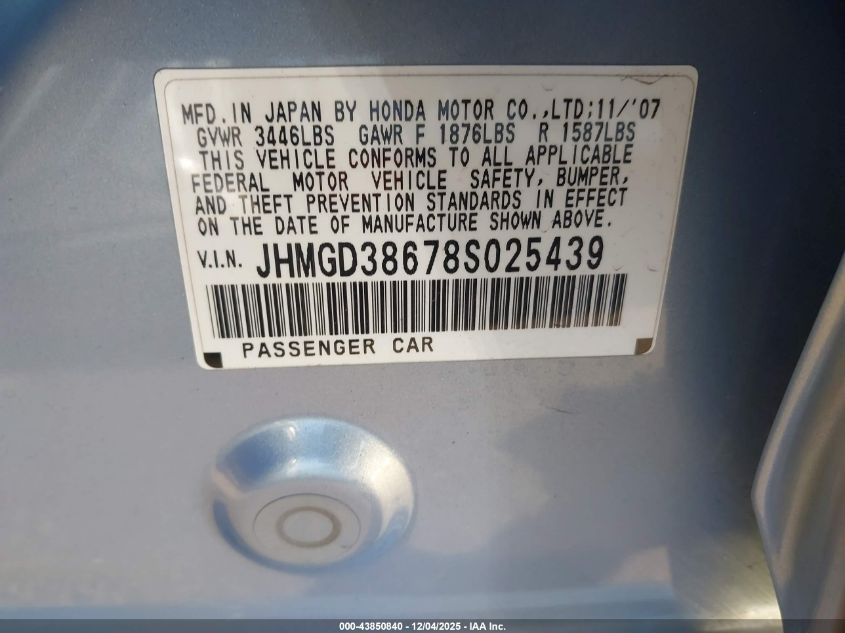 MFD.IN JAPAN BY HONDA MOTOR CO.,LTD;11/'07
GVWR 3446LBS GAWR F 1876LBS R 1587LBS
THIS VEHICLE CONFORMS TO ALL APPLICABLE
FEDERAL MOTOR VEHICLE SAFETY, BUMPER,
AND THEFT PREVENTION STANDARDS IN EFFECT
ON THE DATE OF MANUFACTURE SHOWN ABOVE.
V.I.N. JHMGD38678S025439
PASSENGER CAR
000-43850840 - 12/04/2025 - IAA Inc.